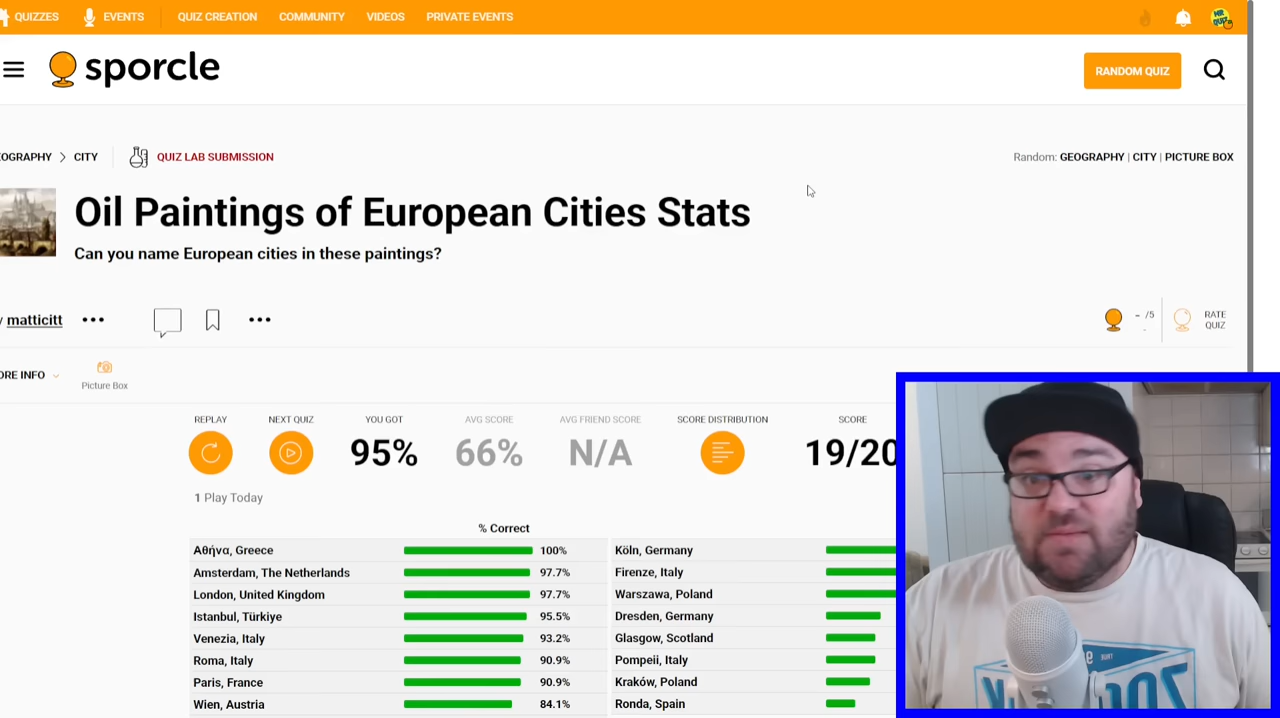 QUIZZES EVENTS QUIZ CREATION COMMUNITY VIDEOS PRIVATE EVENTS
sporcle
RANDOM QUIZ
OGRAPHY > CITY QUIZ LAB SUBMISSION
Random: GEOGRAPHY | CITY | PICTURE BOX
Oil Paintings of European Cities Stats
Can you name European cities in these paintings?
y matticitt
- /5
-
RATE
QUIZ
ORE INFO
Picture Box
REPLAY NEXT QUIZ YOU GOT AVG SCORE AVG FRIEND SCORE SCORE DISTRIBUTION SCORE
95% 66% N/A 19/20
1 Play Today
% Correct
Αθήνα, Greece 100%
Amsterdam, The Netherlands 97.7%
London, United Kingdom 97.7%
Istanbul, Türkiye 95.5%
Venezia, Italy 93.2%
Roma, Italy 90.9%
Paris, France 90.9%
Wien, Austria 84.1%
Köln, Germany
Firenze, Italy
Warszawa, Poland
Dresden, Germany
Glasgow, Scotland
Pompeii, Italy
Kraków, Poland
Ronda, Spain